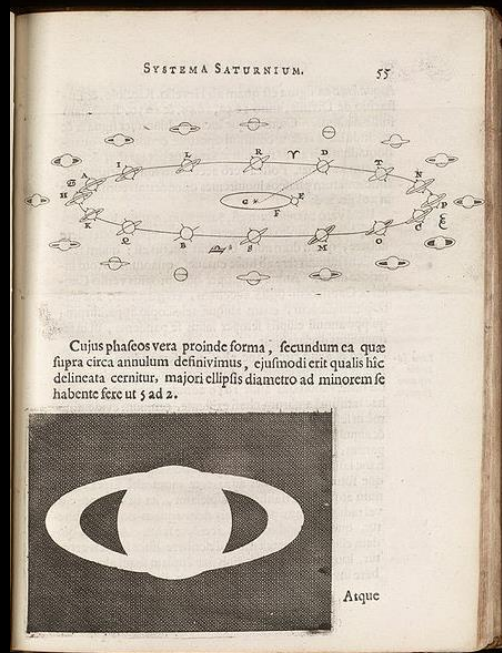 SYSTEMA SATURNIUM. 55
L R ♈ D
I T
A N
♋ G E
H P
F
K C
Q B S M O
Cujus phaseos vera proinde forma, secundum ea quæ
supra circa annulum definivimus, ejusmodi erit qualis hîc
delineata cernitur, majori ellipsis diametro ad minorem se
habente fere ut 5 ad 2.
Atque